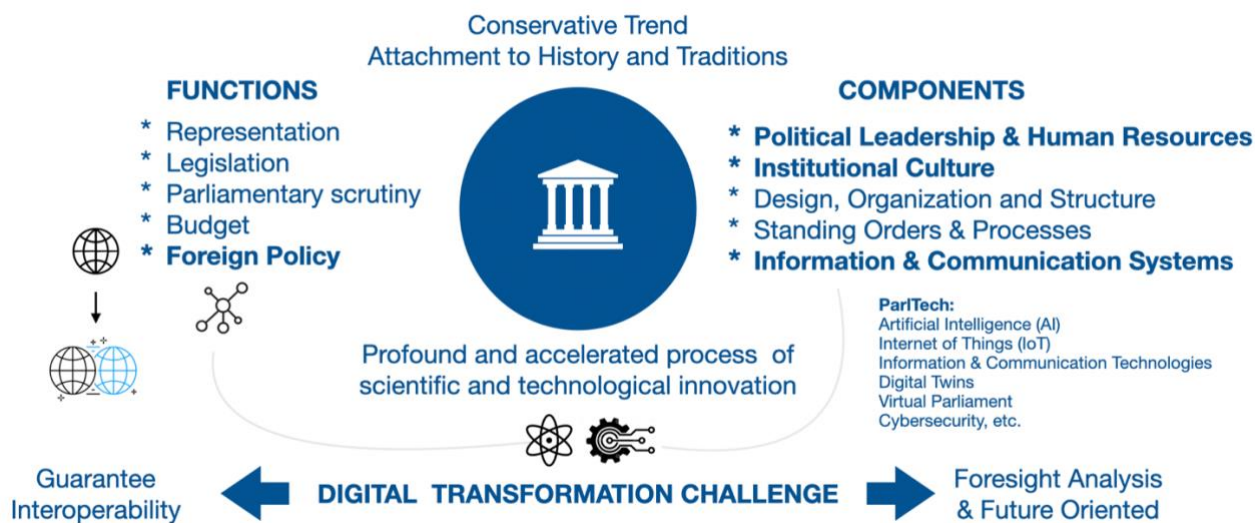 Conservative Trend
Attachment to History and Traditions
FUNCTIONS
* Representation
* Legislation
* Parliamentary scrutiny
* Budget
* Foreign Policy
COMPONENTS
* Political Leadership & Human Resources
* Institutional Culture
* Design, Organization and Structure
* Standing Orders & Processes
* Information & Communication Systems
ParlTech:
Artificial Intelligence (AI)
Internet of Things (IoT)
Information & Communication Technologies
Digital Twins
Virtual Parliament
Cybersecurity, etc.
Profound and accelerated process of
scientific and technological innovation
Guarantee
Interoperability
DIGITAL TRANSFORMATION CHALLENGE
Foresight Analysis
& Future Oriented